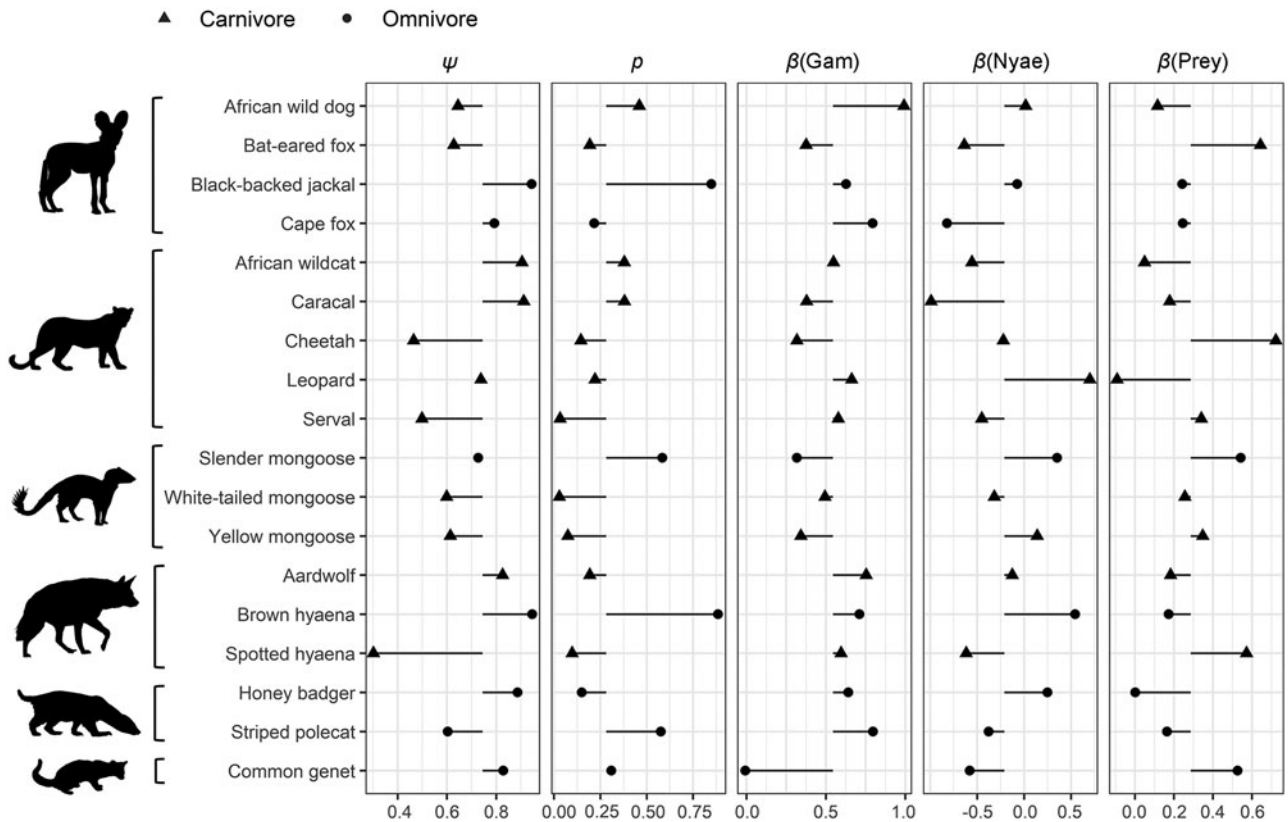 Carnivore Omnivore
ψ p β(Gam) β(Nyae) β(Prey)
African wild dog
Bat-eared fox
Black-backed jackal
Cape fox
African wildcat
Caracal
Cheetah
Leopard
Serval
Slender mongoose
White-tailed mongoose
Yellow mongoose
Aardwolf
Brown hyaena
Spotted hyaena
Honey badger
Striped polecat
Common genet
0.4 0.6 0.8 0.00 0.25 0.50 0.75 0.5 1.0 -0.5 0.0 0.5 0.0 0.2 0.4 0.6